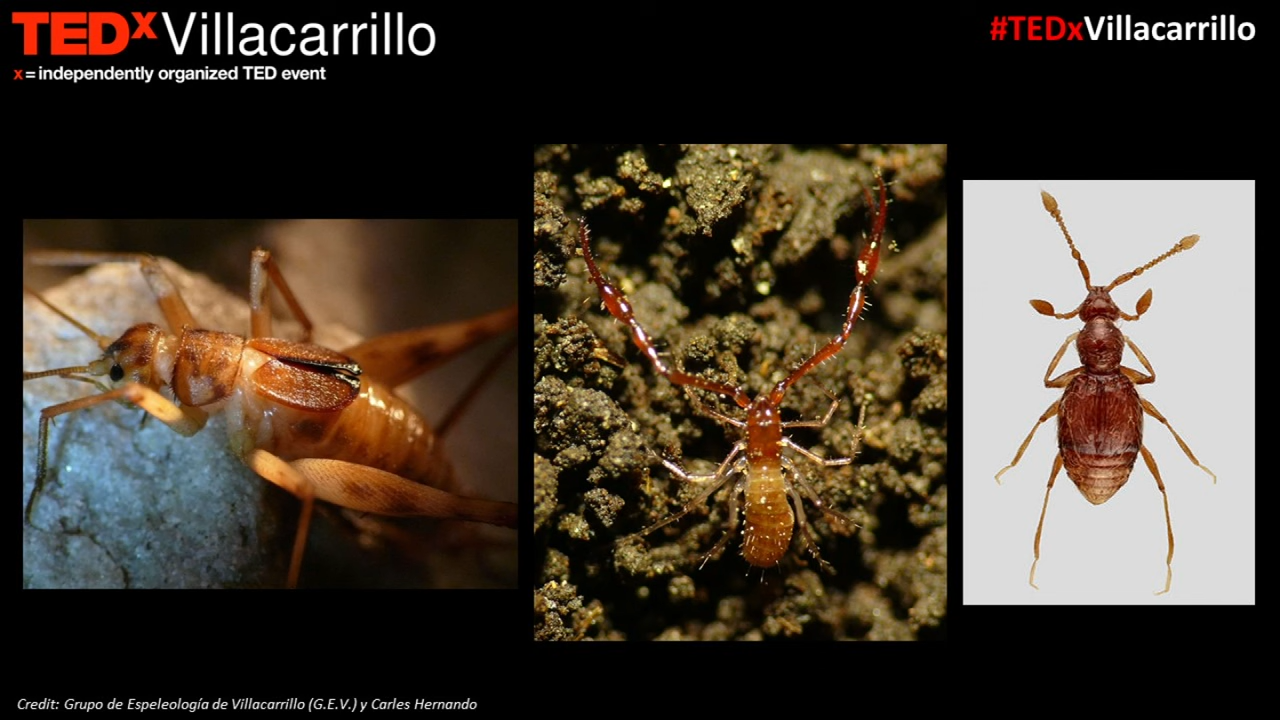 TEDxVillacarrillo
x = independently organized TED event
#TEDxVillacarrillo
Credit: Grupo de Espeleología de Villacarrillo (G.E.V.) y Carles Hernando